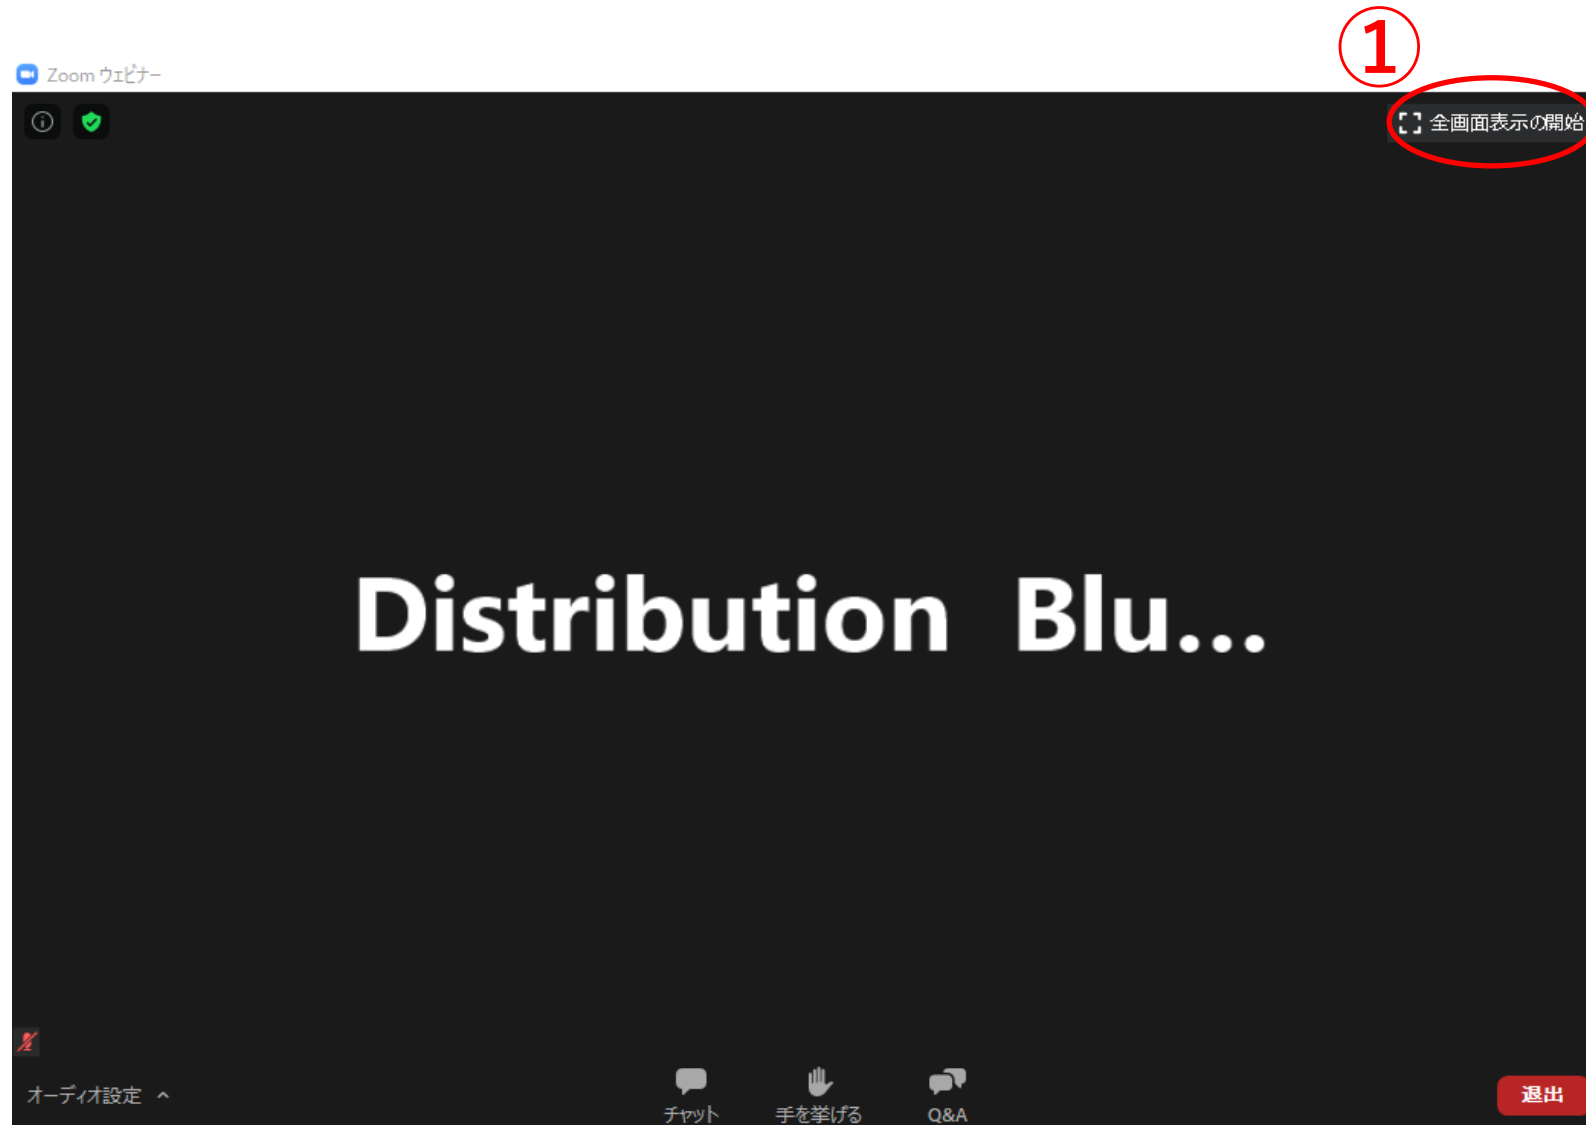 ①
Zoom ウェビナー
全画面表示の開始
Distribution Blu...
オーディオ設定
チャット
手を挙げる
Q&A
退出